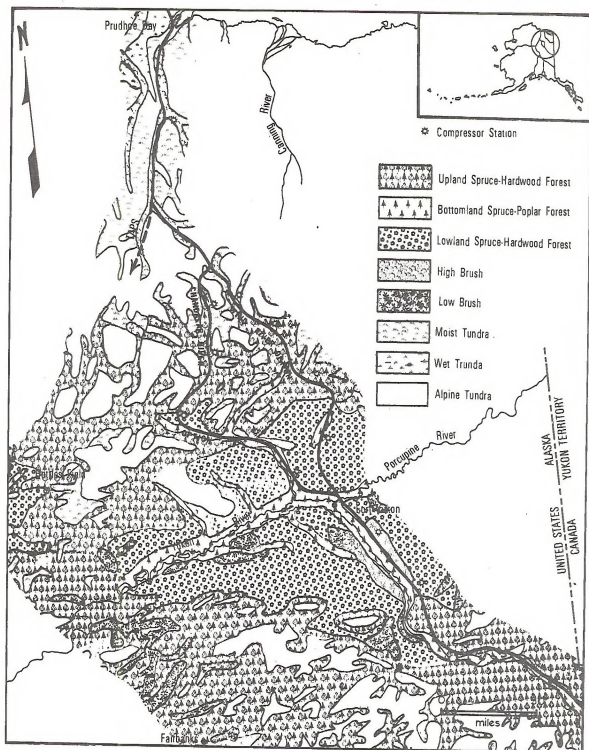 Prudhoe Bay
N
Canning
River
✲ Compressor Station
Upland Spruce-Hardwood Forest
Bottomland Spruce-Poplar Forest
Lowland Spruce-Hardwood Forest
High Brush
Low Brush
Moist Tundra
Wet Trunda
Alpine Tundra
TAPS
Porcupine
River
ALASKA
YUKON TERRITORY
UNITED STATES
CANADA
River
miles
Fairbanks